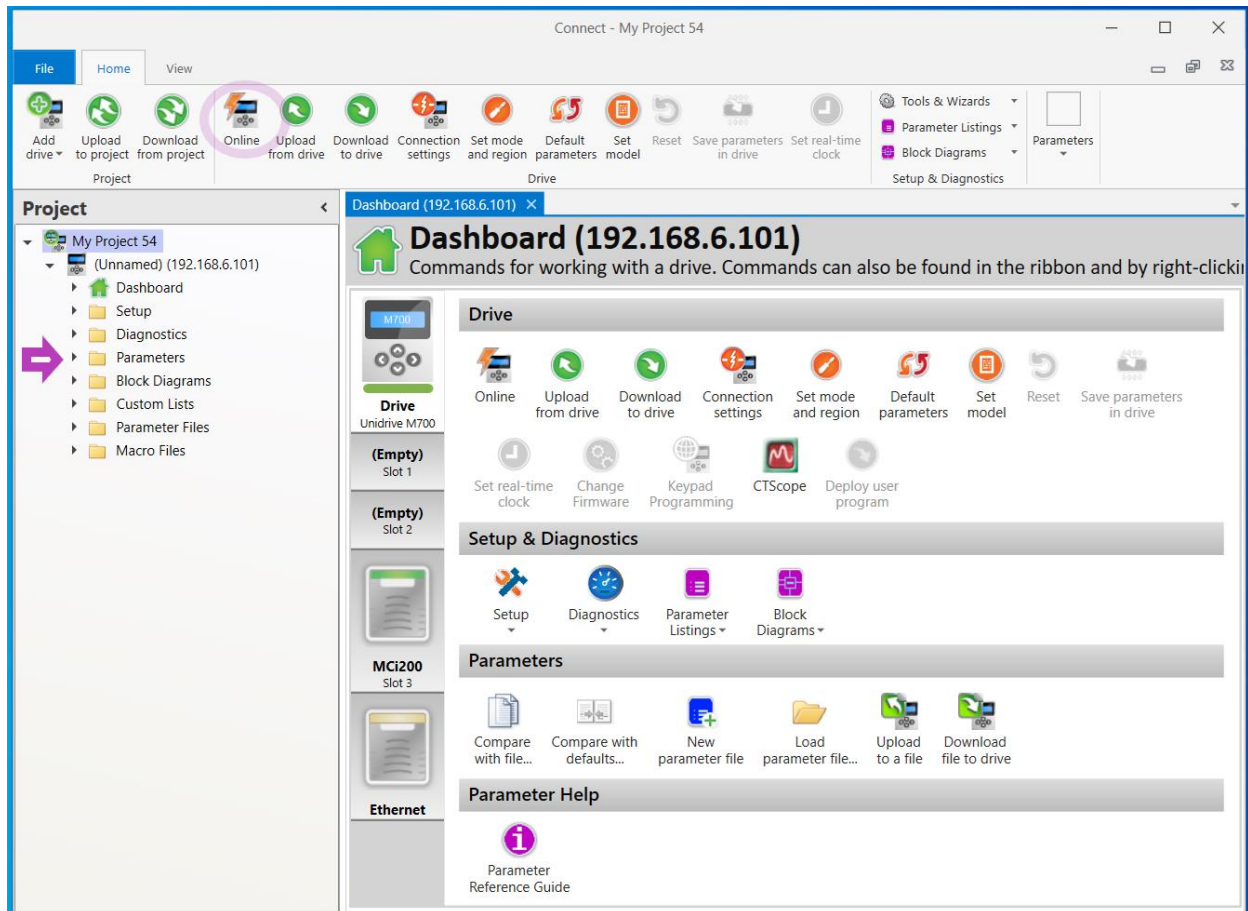 Connect - My Project 54
File Home View
Add drive
Upload to project
Download from project
Online
Upload from drive
Download to drive
Connection settings
Set mode and region
Default parameters
Set model
Reset
Save parameters in drive
Set real-time clock
Tools & Wizards
Parameter Listings
Block Diagrams
Parameters
Project
Drive
Setup & Diagnostics
Project
My Project 54
(Unnamed) (192.168.6.101)
Dashboard
Setup
Diagnostics
Parameters
Block Diagrams
Custom Lists
Parameter Files
Macro Files
Dashboard (192.168.6.101)
Dashboard (192.168.6.101)
Commands for working with a drive. Commands can also be found in the ribbon and by right-clicki
M700
Drive
Unidrive M700
(Empty)
Slot 1
(Empty)
Slot 2
MCi200
Slot 3
Ethernet
Drive
Online
Upload from drive
Download to drive
Connection settings
Set mode and region
Default parameters
Set model
Reset
Save parameters in drive
Set real-time clock
Change Firmware
Keypad Programming
CTScope
Deploy user program
Setup & Diagnostics
Setup
Diagnostics
Parameter Listings
Block Diagrams
Parameters
Compare with file...
Compare with defaults...
New parameter file
Load parameter file...
Upload to a file
Download file to drive
Parameter Help
Parameter Reference Guide